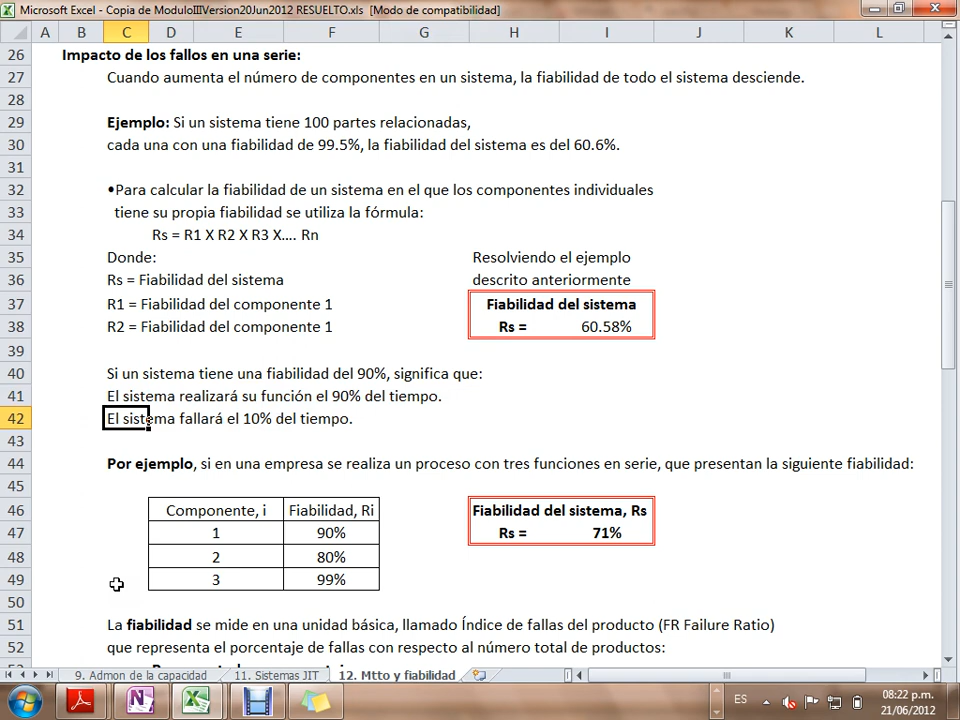 Microsoft Excel - Copia de ModuloIIIVersion20Jun2012 RESUELTO.xls [Modo de compatibilidad]
A B C D E F G H I J K L
26 Impacto de los fallos en una serie:
27 Cuando aumenta el número de componentes en un sistema, la fiabilidad de todo el sistema desciende.
28
29 Ejemplo: Si un sistema tiene 100 partes relacionadas,
30 cada una con una fiabilidad de 99.5%, la fiabilidad del sistema es del 60.6%.
31
32 •Para calcular la fiabilidad de un sistema en el que los componentes individuales
33 tiene su propia fiabilidad se utiliza la fórmula:
34 Rs = R1 X R2 X R3 X…. Rn
35 Donde: Resolviendo el ejemplo
36 Rs = Fiabilidad del sistema descrito anteriormente
37 R1 = Fiabilidad del componente 1 Fiabilidad del sistema
38 R2 = Fiabilidad del componente 1 Rs = 60.58%
39
40 Si un sistema tiene una fiabilidad del 90%, significa que:
41 El sistema realizará su función el 90% del tiempo.
42 El sistema fallará el 10% del tiempo.
43
44 Por ejemplo, si en una empresa se realiza un proceso con tres funciones en serie, que presentan la siguiente fiabilidad:
45
46 Componente, i Fiabilidad, Ri Fiabilidad del sistema, Rs
47 1 90% Rs = 71%
48 2 80%
49 3 99%
50
51 La fiabilidad se mide en una unidad básica, llamado Índice de fallas del producto (FR Failure Ratio)
52 que representa el porcentaje de fallas con respecto al número total de productos:
9. Admon de la capacidad 11. Sistemas JIT 12. Mtto y fiabilidad
ES 08:22 p.m.
21/06/2012